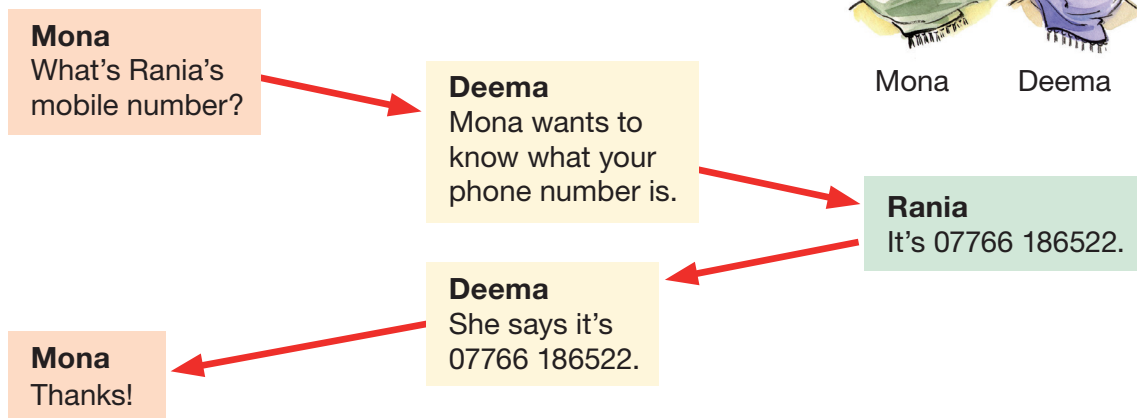 Mona
What's Rania's
mobile number?
Mona Deema
Deema
Mona wants to
know what your
phone number is.
Rania
It's 07766 186522.
Deema
She says it's
07766 186522.
Mona
Thanks!